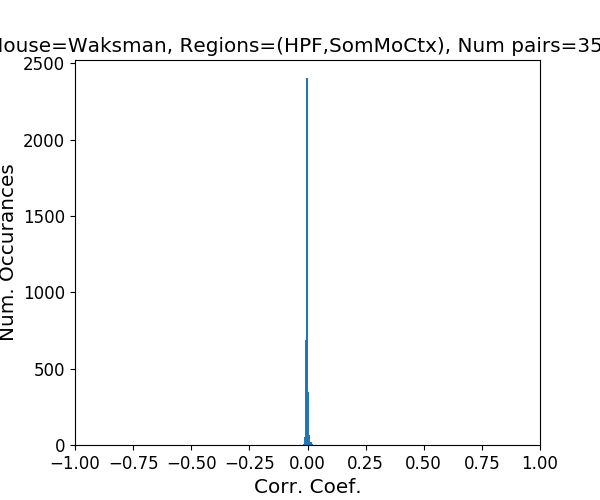 House=Waksman, Regions=(HPF,SomMoCtx), Num pairs=35
2500
2000
1500
1000
500
0
Num. Occurances
−1.00 −0.75 −0.50 −0.25 0.00 0.25 0.50 0.75 1.00
Corr. Coef.